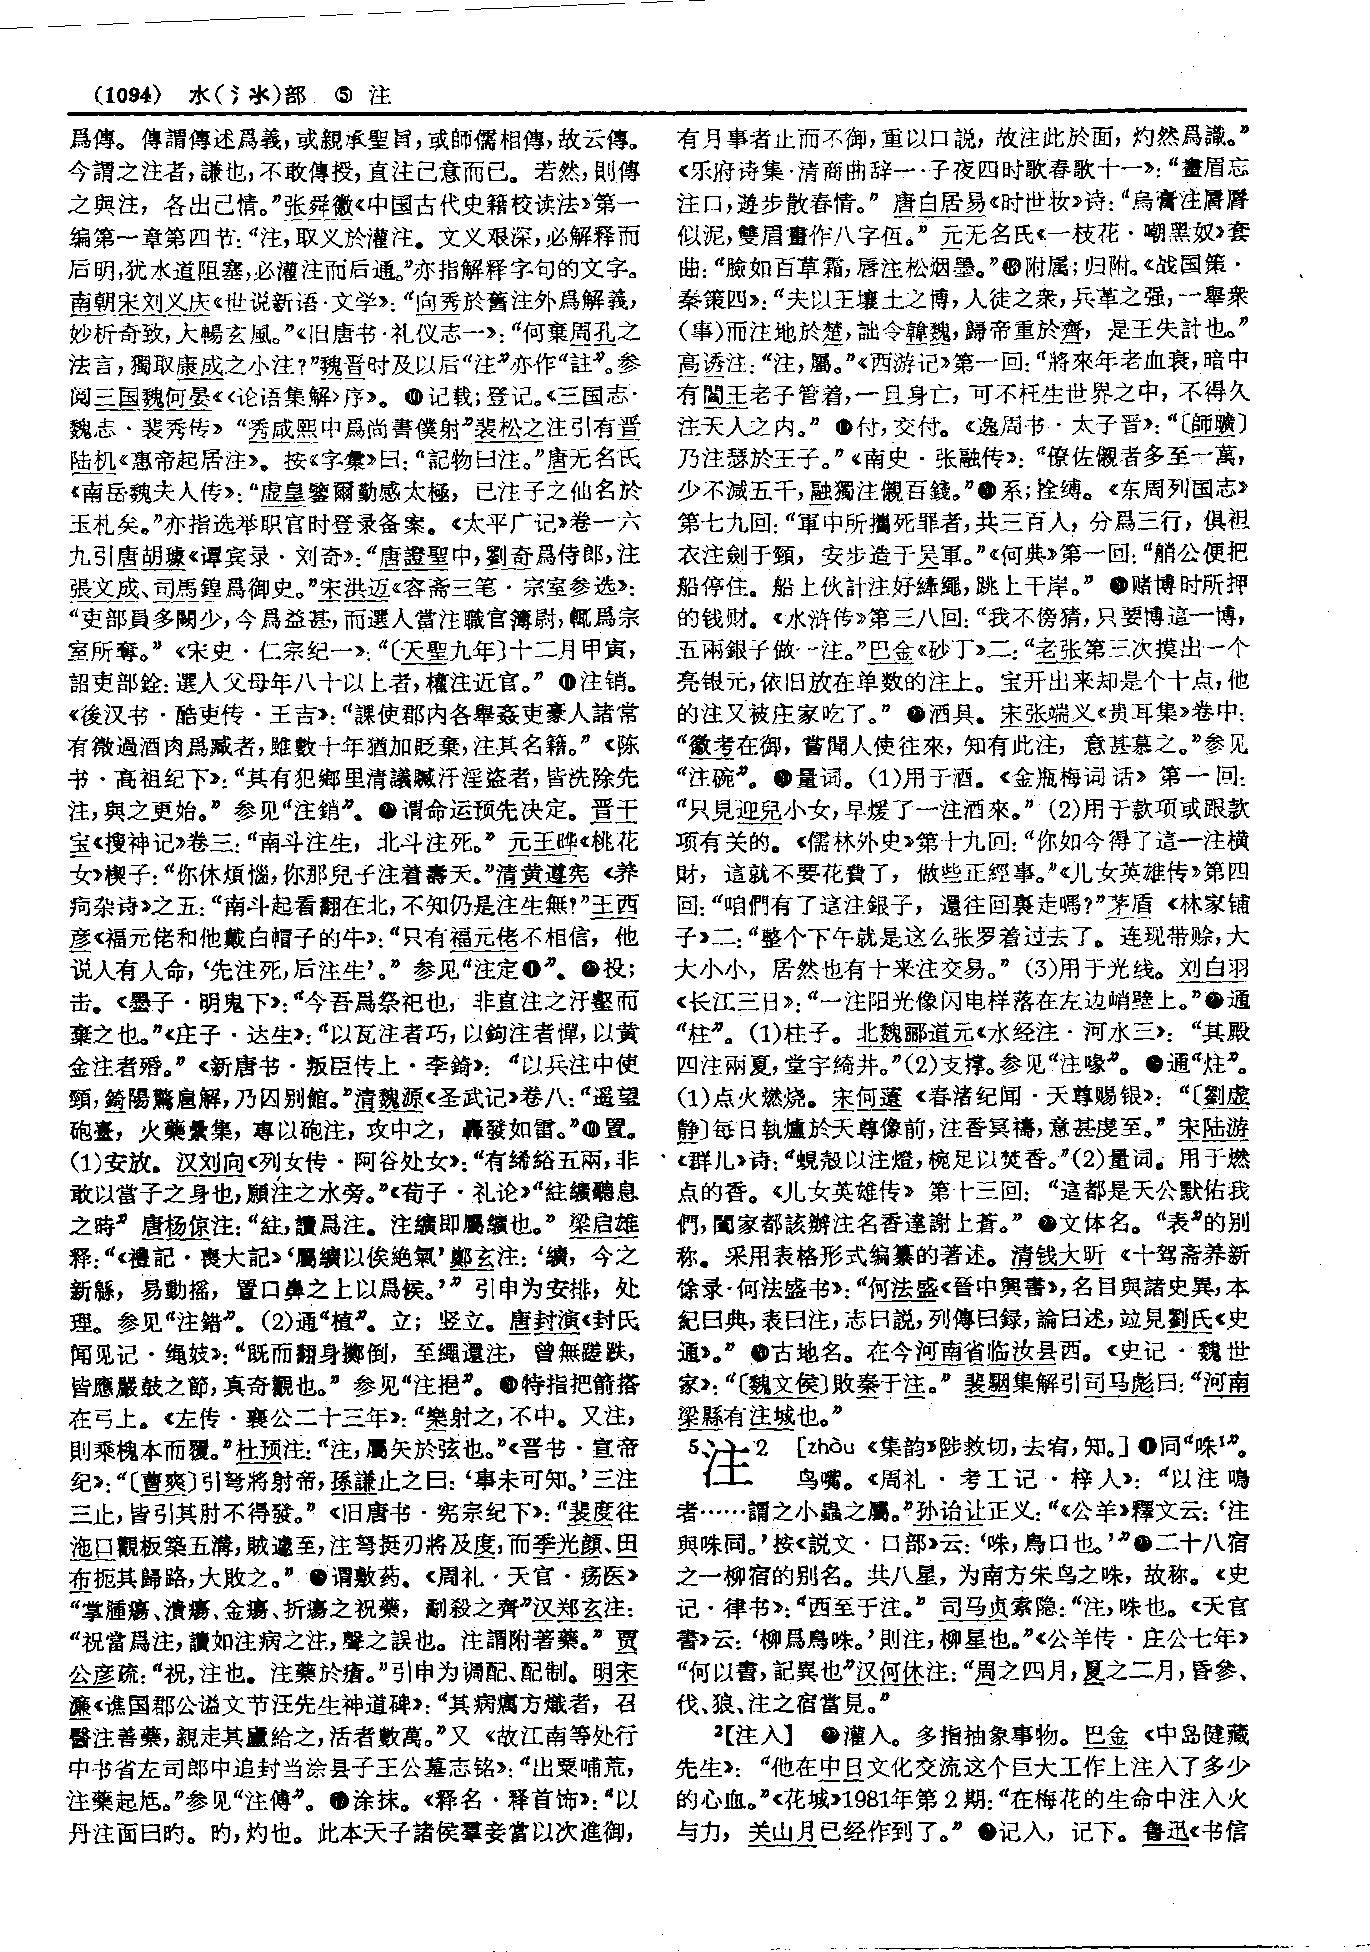 (1094) 水(氵氺)部 ⑤ 注
爲傳。傳謂傳述爲義,或親承聖旨,或師儒相傳,故云傳。
今謂之注者,謙也,不敢傳授,直注己意而已。若然,則傳
之與注,各出己情。”张舜徽《中国古代史籍校读法》第一
编第一章第四节:“注,取义於灌注。文义艰深,必解释而
后明,犹水道阻塞,必灌注而后通。”亦指解释字句的文字。
南朝宋刘义庆《世说新语·文学》:“向秀於舊注外爲解義,
妙析奇致,大暢玄風。”《旧唐书·礼仪志一》:“何棄周孔之
法言,獨取康成之小注?”魏晋时及以后“注”亦作“註”。参
阅三国魏何晏《〈论语集解〉序》。❿记载;登记。《三国志·
魏志·裴秀传》“秀咸熙中爲尚書僕射”裴松之注引有晋
陆机《惠帝起居注》。按《字彙》曰:“記物曰注。”唐无名氏
《南岳魏夫人传》:“虚皇鑒爾勤感太極,已注子之仙名於
玉札矣。”亦指选举职官时登录备案。《太平广记》卷一六
九引唐胡璩《谭宾录·刘奇》:“唐證聖中,劉奇爲侍郎,注
張文成、司馬鍠爲御史。”宋洪迈《容斋三笔·宗室参选》:
“吏部員多闕少,今爲益甚,而選人當注職官簿尉,輒爲宗
室所奪。”《宋史·仁宗纪一》:“〔天聖九年〕十二月甲寅,
詔吏部銓:選人父母年八十以上者,權注近官。”⓫注销。
《後汉书·酷吏传·王吉》:“課使郡内各舉姦吏豪人諸常
有微過酒肉爲臧者,雖數十年猶加貶棄,注其名籍。”《陈
书·高祖纪下》:“其有犯鄉里清議贓汙淫盜者,皆洗除先
注,與之更始。”参见“注銷”。⓬谓命运预先决定。晋干
宝《搜神记》卷三:“南斗注生,北斗注死。”元王晔《桃花
女》楔子:“你休煩惱,你那兒子注着壽天。”清黄遵宪《养
疴杂诗》之五:“南斗起看翻在北,不知仍是注生無?”王西
彦《福元佬和他戴白帽子的牛》:“只有福元佬不相信,他
说人有人命,‘先注死,后注生’。”参见“注定❶”。⓭投;
击。《墨子·明鬼下》:“今吾爲祭祀也,非直注之汙壑而
棄之也。”《庄子·达生》:“以瓦注者巧,以鉤注者憚,以黄
金注者殙。”《新唐书·叛臣传上·李錡》:“以兵注中使
頸,錡陽驚扈解,乃囚别館。”清魏源《圣武记》卷八:“遥望
砲臺,火藥纍集,專以砲注,攻中之,轟發如雷。”⓮置。
(1)安放。汉刘向《列女传·阿谷处女》:“有絺綌五兩,非
敢以當子之身也,願注之水旁。”《荀子·礼论》“紸纊聽息
之時”唐杨倞注:“紸,讀爲注。注纊即屬纊也。”梁启雄
释:“《禮記·喪大記》‘屬纊以俟絶氣’鄭玄注:‘纊,今之
新緜,易動摇,置口鼻之上以爲候。’”引申为安排,处
理。参见“注錯”。(2)通“植”。立;竖立。唐封演《封氏
闻见记·绳妓》:“既而翻身擲倒,至繩還注,曾無蹉跌,
皆應嚴鼓之節,真奇觀也。”参见“注挹”。⓯特指把箭搭
在弓上。《左传·襄公二十三年》:“樂射之,不中。又注,
則乘槐本而覆。”杜预注:“注,屬矢於弦也。”《晋书·宣帝
纪》:“〔曹爽〕引弩將射帝,孫謙止之曰:‘事未可知。’三注
三止,皆引其肘不得發。”《旧唐书·宪宗纪下》:“裴度往
沲口觀板築五溝,賊遽至,注弩挺刃將及度,而李光顔、田
布扼其歸路,大敗之。”⓰谓敷药。《周礼·天官·疡医》
“掌腫瘍、潰瘍、金瘍、折瘍之祝藥,劀殺之齊”汉郑玄注:
“祝當爲注,讀如注病之注,聲之誤也。注謂附著藥。”贾
公彦疏:“祝,注也。注藥於瘡。”引申为调配、配制。明宋
濂《谯国郡公谥文节汪先生神道碑》:“其病癘方熾者,召
醫注善藥,親走其廬給之,活者數萬。”又《故江南等处行
中书省左司郎中追封当涂县子王公墓志铭》:“出粟哺荒,
注藥起尪。”参见“注傅”。⓱涂抹。《释名·释首饰》:“以
丹注面曰旳。旳,灼也。此本天子諸侯羣妾當以次進御,
有月事者止而不御,重以口説,故注此於面,灼然爲識。”
《乐府诗集·清商曲辞一·子夜四时歌春歌十一》:“畫眉忘
注口,遊步散春情。”唐白居易《时世妆》诗:“烏膏注脣脣
似泥,雙眉畫作八字低。”元无名氏《一枝花·嘲黑奴》套
曲:“臉如百草霜,唇注松烟墨。”⓲附属;归附。《战国策·
秦策四》:“夫以王壤土之博,人徒之衆,兵革之强,一舉衆
(事)而注地於楚,詘令韓魏,歸帝重於齊,是王失計也。”
高诱注:“注,屬。”《西游记》第一回:“將來年老血衰,暗中
有閻王老子管着,一旦身亡,可不枉生世界之中,不得久
注天人之内。”⓳付,交付。《逸周书·太子晋》:“〔師曠〕
乃注瑟於王子。”《南史·张融传》:“僚佐儭者多至一萬,
少不減五千,融獨注儭百錢。”⓴系;拴缚。《东周列国志》
第七九回:“軍中所攜死罪者,共三百人,分爲三行,俱袒
衣注劍于頸,安步造于吴軍。”《何典》第一回:“艄公便把
船停住。船上伙計注好縴繩,跳上干岸。”㉑赌博时所押
的钱财。《水浒传》第三八回:“我不傍猜,只要博這一博,
五兩銀子做一注。”巴金《砂丁》二:“老张第三次摸出一个
亮银元,依旧放在单数的注上。宝开出来却是个十点,他
的注又被庄家吃了。”㉒酒具。宋张端义《贵耳集》卷中:
“徽考在御,嘗聞人使往來,知有此注,意甚慕之。”参见
“注碗”。㉓量词。(1)用于酒。《金瓶梅词话》第一回:
“只見迎兒小女,早煖了一注酒來。”(2)用于款项或跟款
项有关的。《儒林外史》第十九回:“你如今得了這一注横
財,這就不要花費了,做些正經事。”《儿女英雄传》第四
回:“咱們有了這注銀子,還往回裏走嗎?”茅盾《林家铺
子》二:“整个下午就是这么张罗着过去了。连现带赊,大
大小小,居然也有十来注交易。”(3)用于光线。刘白羽
《长江三日》:“一注阳光像闪电样落在左边峭壁上。”㉔通
“柱”。(1)柱子。北魏郦道元《水经注·河水三》:“其殿
四注兩夏,堂宇綺井。”(2)支撑。参见“注喙”。㉕通“炷”。
(1)点火燃烧。宋何薳《春渚纪闻·天尊赐银》:“〔劉虚
静〕每日執爐於天尊像前,注香冥禱,意甚虔至。”宋陆游
《群儿》诗:“蜆殼以注燈,椀足以焚香。”(2)量词。用于燃
点的香。《儿女英雄传》第十三回:“這都是天公默佑我
們,闔家都該辦注名香達謝上蒼。”㉖文体名。“表”的别
称。采用表格形式编纂的著述。清钱大昕《十驾斋养新
馀录·何法盛书》:“何法盛《晉中興書》,名目與諸史異,本
紀曰典,表曰注,志曰説,列傳曰録,論曰述,竝見劉氏《史
通》。”㉗古地名。在今河南省临汝县西。《史记·魏世
家》:“〔魏文侯〕敗秦于注。”裴駰集解引司马彪曰:“河南
梁縣有注城也。”
5注2 [zhòu《集韵》陟救切,去宥,知。]❶同“咮1”。
鸟嘴。《周礼·考工记·梓人》:“以注鳴
者……謂之小蟲之屬。”孙诒让正义:“《公羊》釋文云:‘注
與咮同。’按《説文·口部》云:‘咮,鳥口也。’”❷二十八宿
之一柳宿的别名。共八星,为南方朱鸟之咮,故称。《史
记·律书》:“西至于注。”司马贞索隐:“注,咮也。《天官
書》云:‘柳爲鳥咮。’則注,柳星也。”《公羊传·庄公七年》
“何以書,記異也”汉何休注:“周之四月,夏之二月,昏參、
伐、狼、注之宿當見。”
2【注入】 ❶灌入。多指抽象事物。巴金《中岛健藏
先生》:“他在中日文化交流这个巨大工作上注入了多少
的心血。”《花城》1981年第2期:“在梅花的生命中注入火
与力,关山月已经作到了。”❷记入,记下。鲁迅《书信